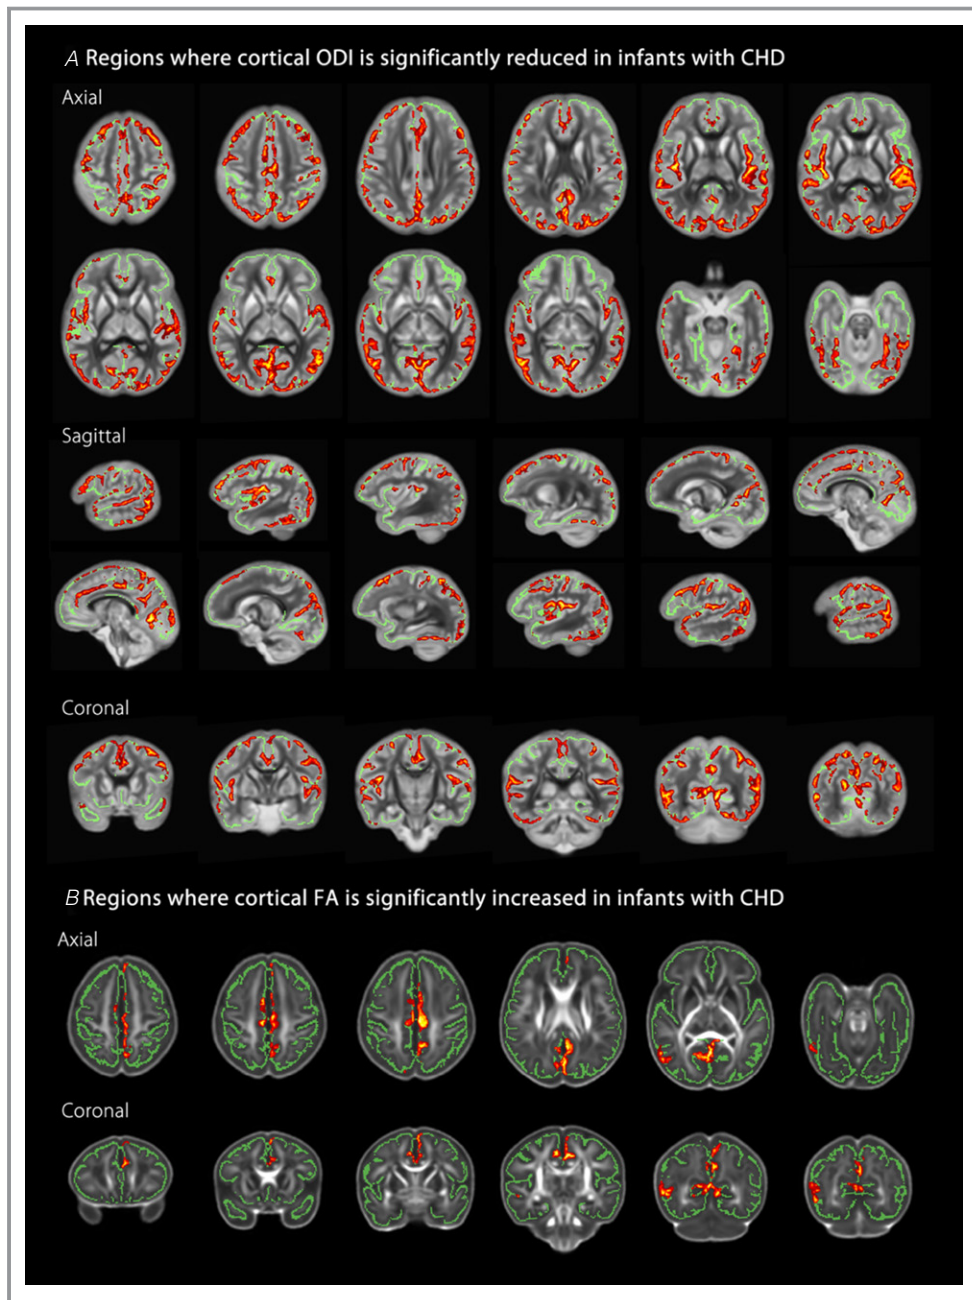 A Regions where cortical ODI is significantly reduced in infants with CHD
Axial
Sagittal
Coronal
B Regions where cortical FA is significantly increased in infants with CHD
Axial
Coronal